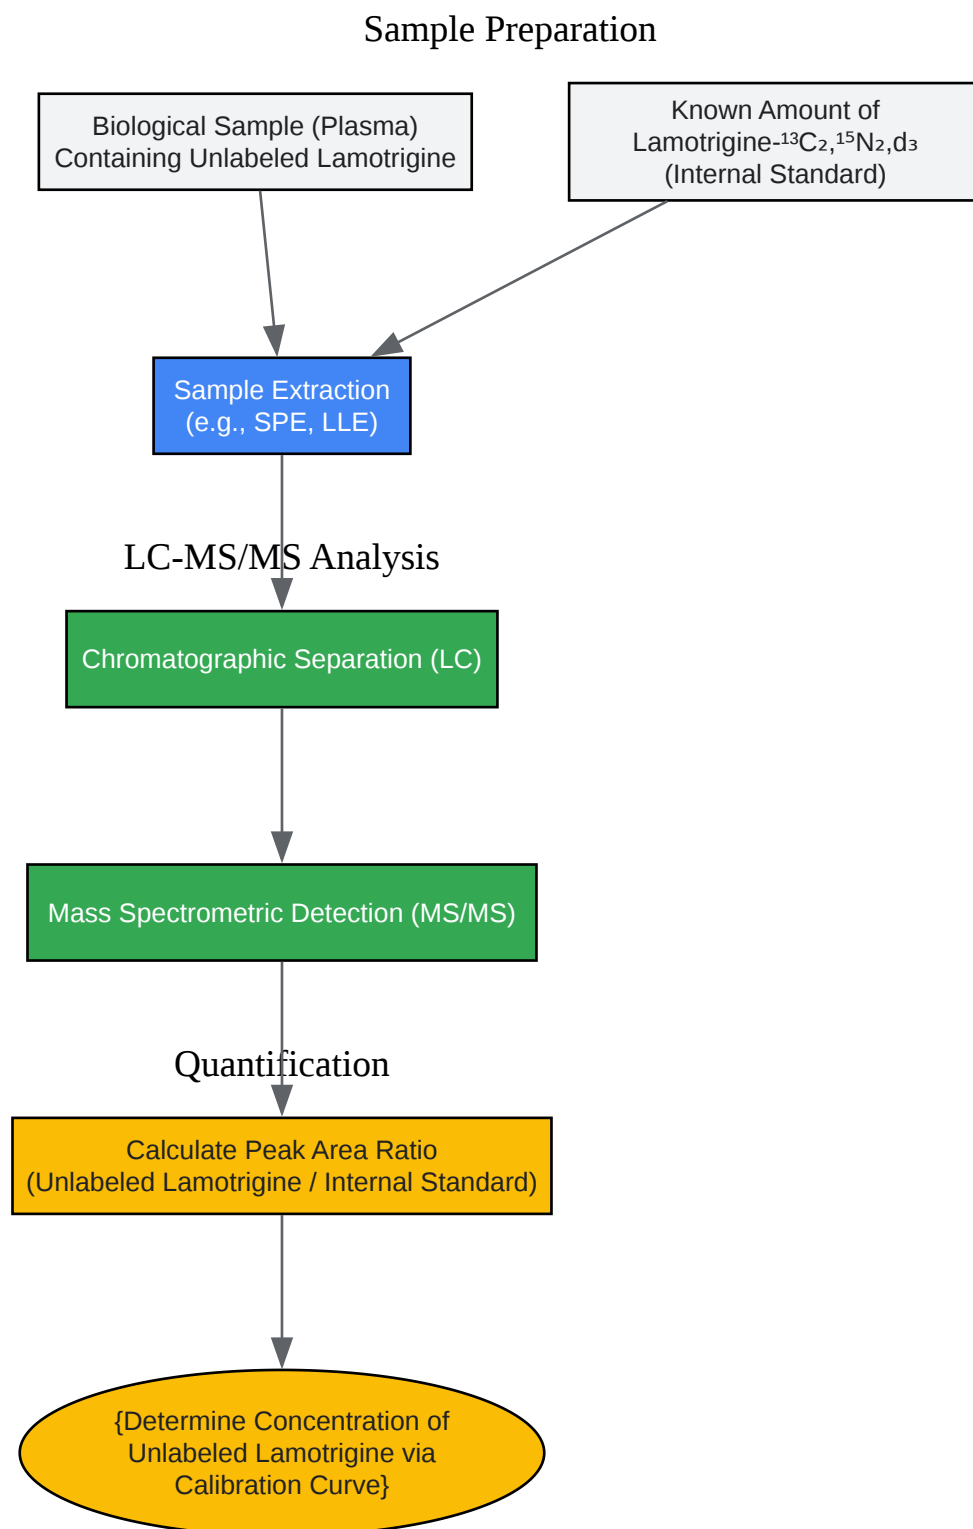 Sample Preparation
Biological Sample (Plasma)
Containing Unlabeled Lamotrigine
Known Amount of
Lamotrigine-¹³C₂,¹⁵N₂,d₃
(Internal Standard)
Sample Extraction
(e.g., SPE, LLE)
LC-MS/MS Analysis
Chromatographic Separation (LC)
Mass Spectrometric Detection (MS/MS)
Quantification
Calculate Peak Area Ratio
(Unlabeled Lamotrigine / Internal Standard)
{Determine Concentration of
Unlabeled Lamotrigine via
Calibration Curve}